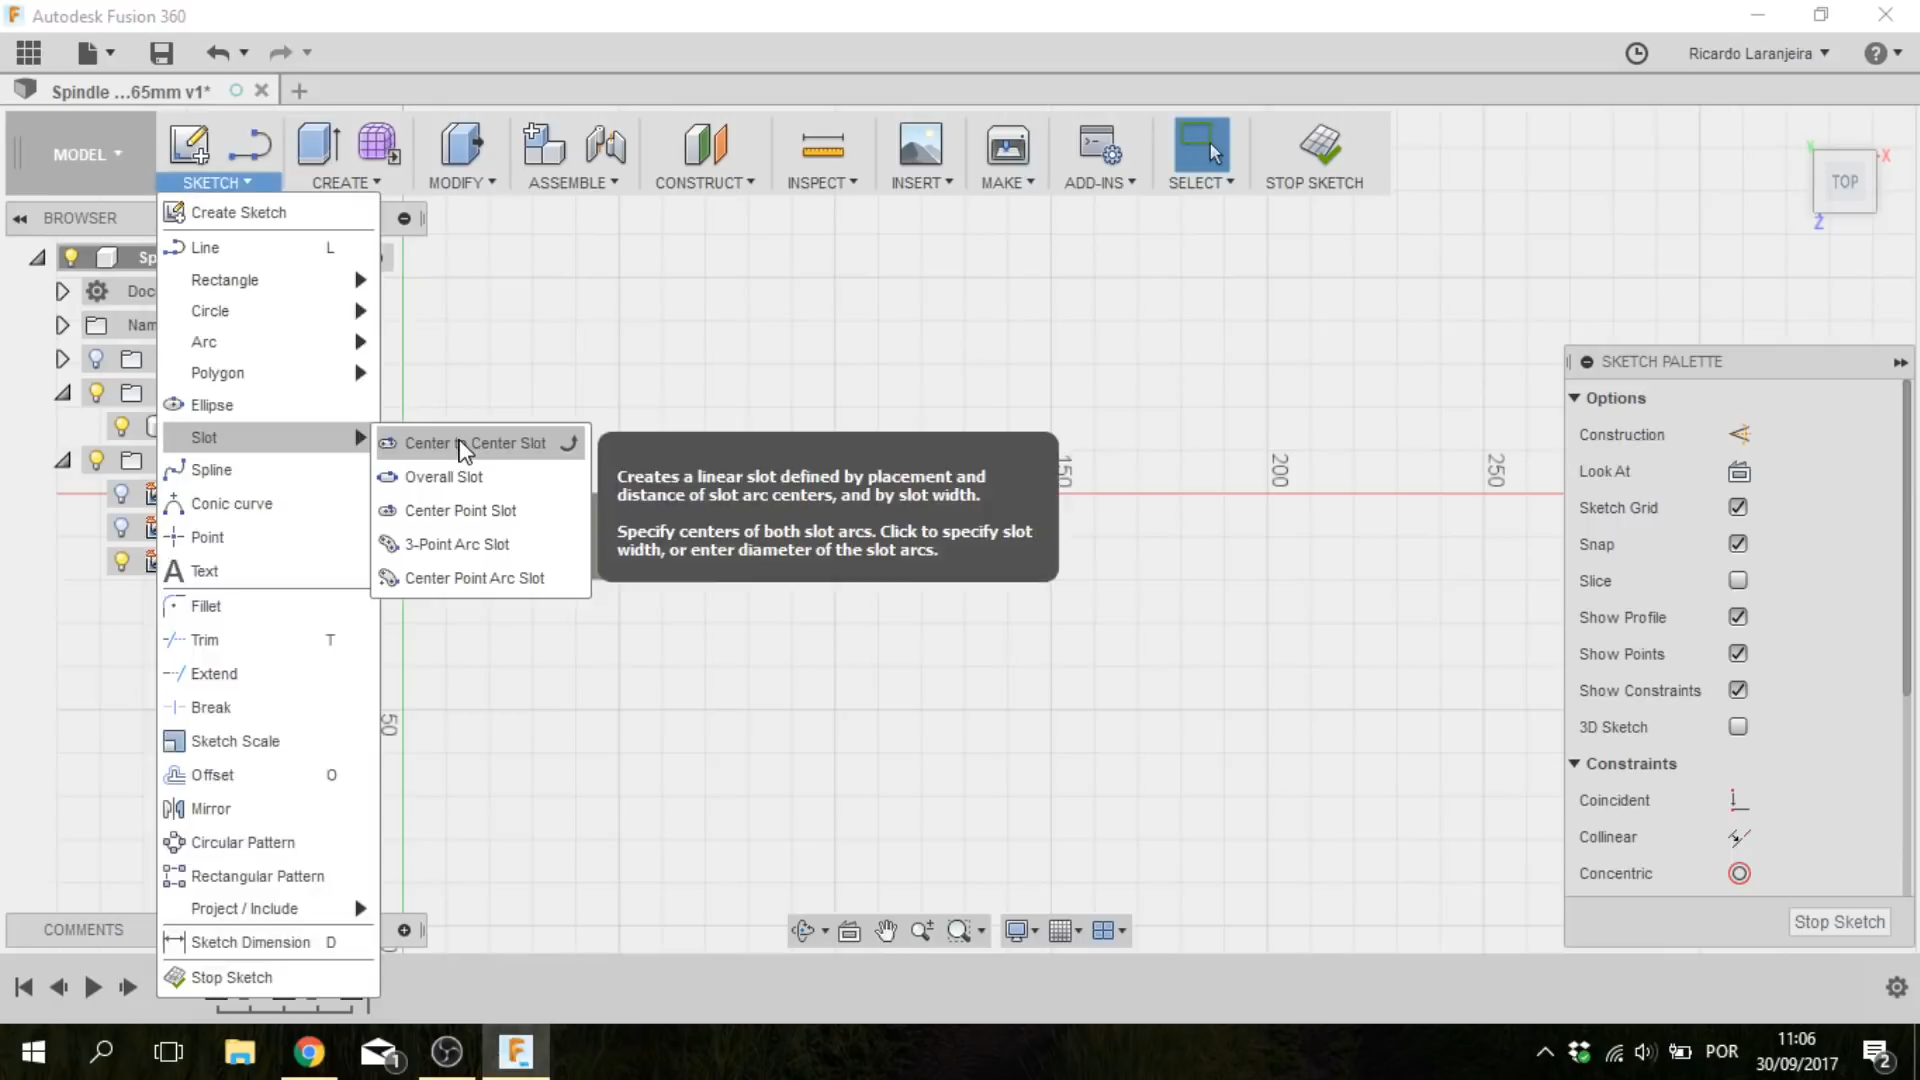 Autodesk Fusion 360
Ricardo Laranjeira
Spindle ...65mm v1*
MODEL
SKETCH
CREATE
MODIFY
ASSEMBLE
CONSTRUCT
INSPECT
INSERT
MAKE
ADD-INS
SELECT
STOP SKETCH
TOP
X
Y
Z
BROWSER
Sp
Doc
Nam
Create Sketch
Line L
Rectangle
Circle
Arc
Polygon
Ellipse
Slot
Spline
Conic curve
Point
Text
Fillet
Trim T
Extend
Break
Sketch Scale
Offset O
Mirror
Circular Pattern
Rectangular Pattern
Project / Include
Sketch Dimension D
Stop Sketch
Center to Center Slot
Overall Slot
Center Point Slot
3-Point Arc Slot
Center Point Arc Slot
Creates a linear slot defined by placement and
distance of slot arc centers, and by slot width.
Specify centers of both slot arcs. Click to specify slot
width, or enter diameter of the slot arcs.
150
200
250
50
SKETCH PALETTE
Options
Construction
Look At
Sketch Grid
Snap
Slice
Show Profile
Show Points
Show Constraints
3D Sketch
Constraints
Coincident
Collinear
Concentric
Stop Sketch
COMMENTS
1
POR
11:06
30/09/2017
2